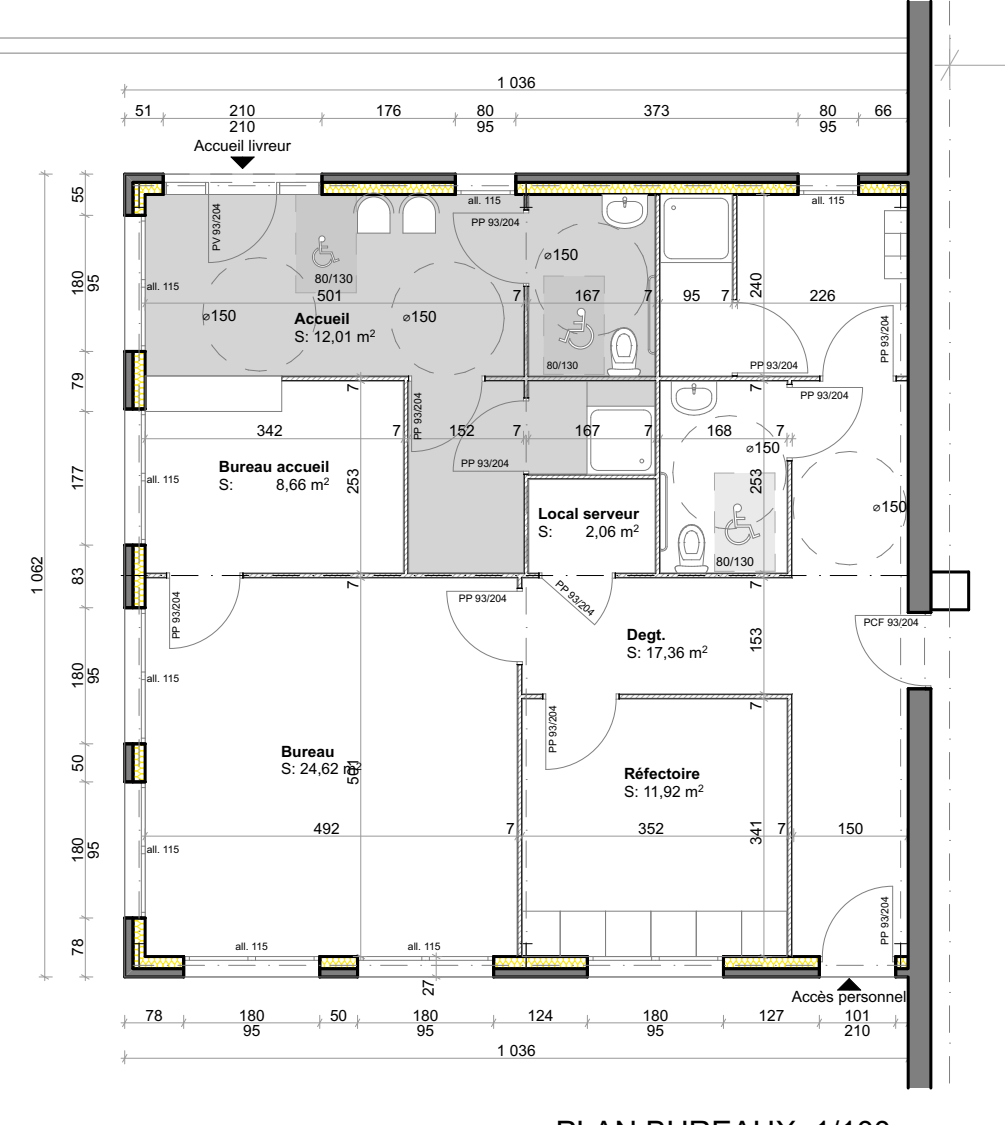 1 036
51 210 176 80 373 80 66
210 95 95
Accueil livreur
55
all. 115 all. 115
PV 93/204
PP 93/204
⌀150
180
95
all. 115
80/130
240
501 7 167 7 95 7 226
⌀150
Accueil
⌀150
S: 12,01 m²
PP 93/204
80/130
PP 93/204
79
7
7
PP 93/204
PP 93/204
342 7 152 7 167 7 168 7
⌀150
Bureau accueil
PP 93/204
177
all. 115
S: 8,66 m²
253
253
⌀150
Local serveur
S: 2,06 m²
80/130
1 062
83
7
7
PP 93/204
PP 93/204
PP 93/204
PCF 93/204
Degt.
S: 17,36 m²
153
180
95
all. 115
7
PP 93/204
50
Bureau
S: 24,62 m²
501
Réfectoire
S: 11,92 m²
492 7 352 7 150
341
180
95
all. 115
PP 93/204
78
all. 115 all. 115
27
Accès personnel
78 180 50 180 124 180 127 101
95 95 95 210
1 036